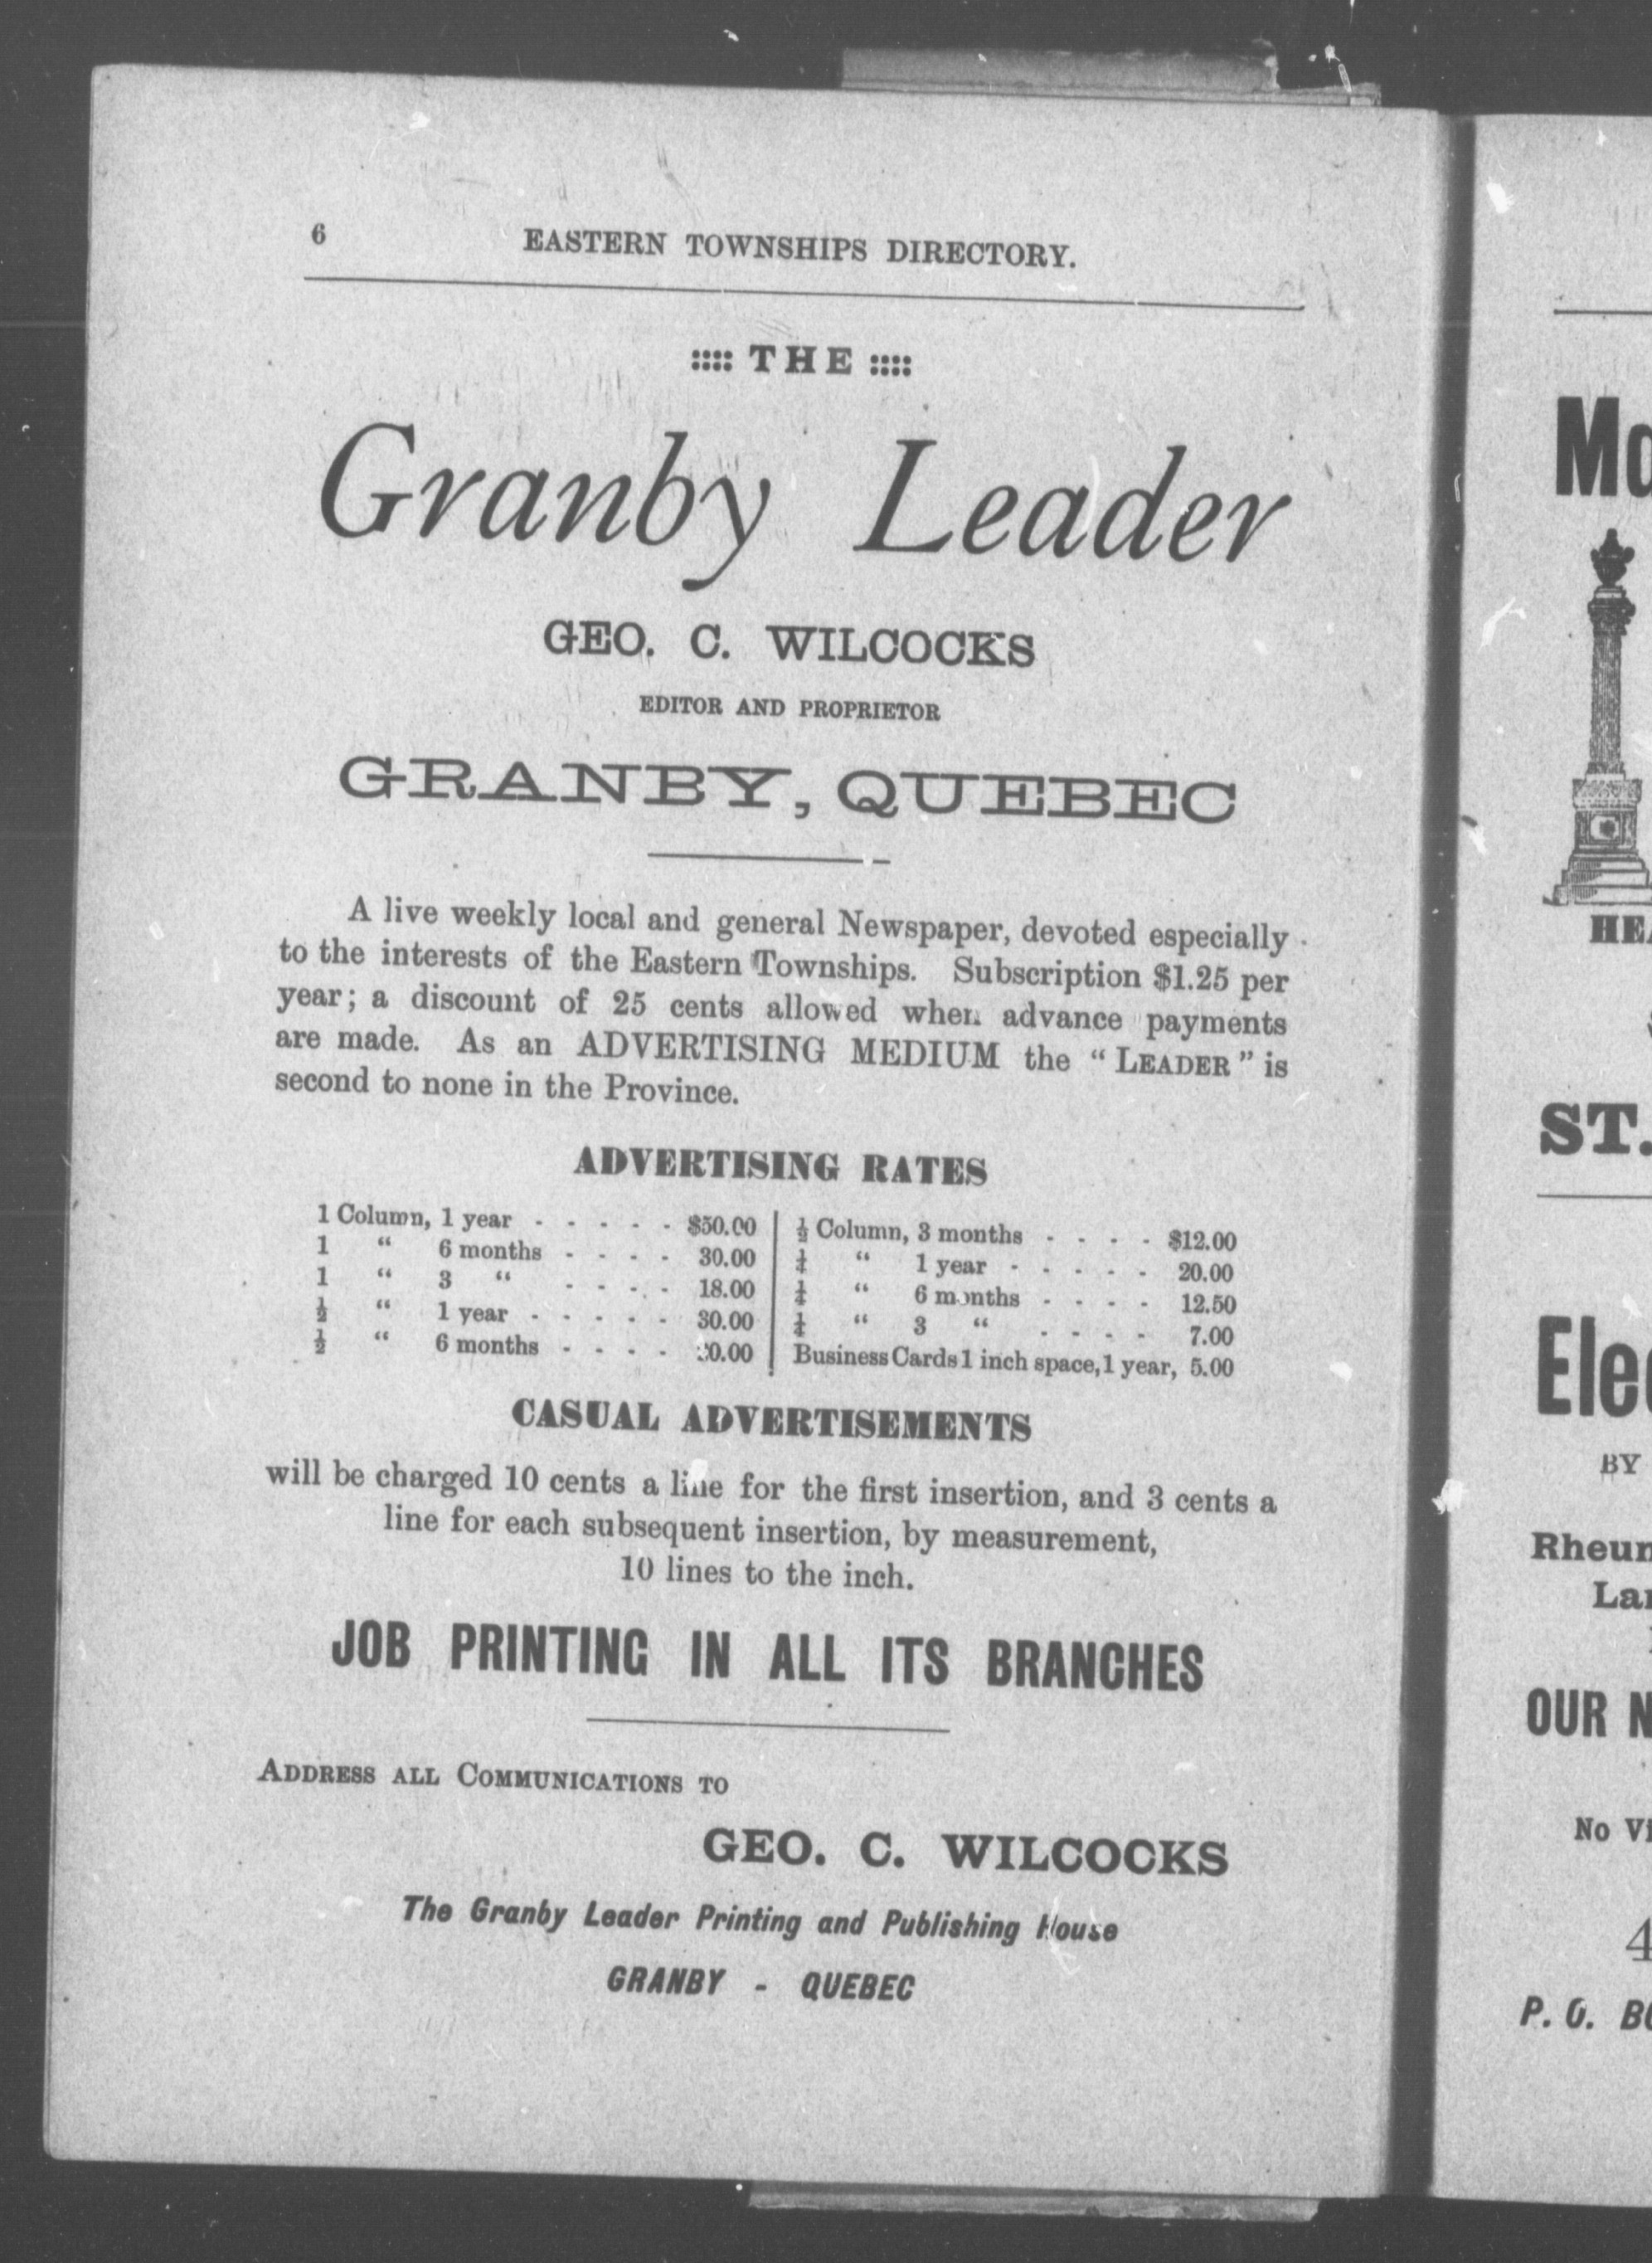 6 EASTERN TOWNSHIPS DIRECTORY.
THE
Granby Leader
GEO. C. WILCOCKS
EDITOR AND PROPRIETOR
GRANBY, QUEBEC
A live weekly local and general Newspaper, devoted especially
to the interests of the Eastern Townships. Subscription $1.25 per
year; a discount of 25 cents allowed when advance payments
are made. As an ADVERTISING MEDIUM the "LEADER" is
second to none in the Province.
ADVERTISING RATES
1 Column, 1 year - - - - - $50.00
1 " 6 months - - - - 30.00
1 " 3 " - - - - 18.00
½ " 1 year - - - - - 30.00
½ " 6 months - - - -
½ Column, 3 months - - - - $12.00
¼ " 1 year - - - - - 20.00
¼ " 6 months - - - - 12.50
¼ " 3 " - - - - 7.00
Business Cards 1 inch space, 1 year, 5.00
CASUAL ADVERTISEMENTS
will be charged 10 cents a line for the first insertion, and 3 cents a
line for each subsequent insertion, by measurement,
10 lines to the inch.
JOB PRINTING IN ALL ITS BRANCHES
ADDRESS ALL COMMUNICATIONS TO
GEO. C. WILCOCKS
The Granby Leader Printing and Publishing House
GRANBY - QUEBEC
ST.
BY
OUR
No
P. O.